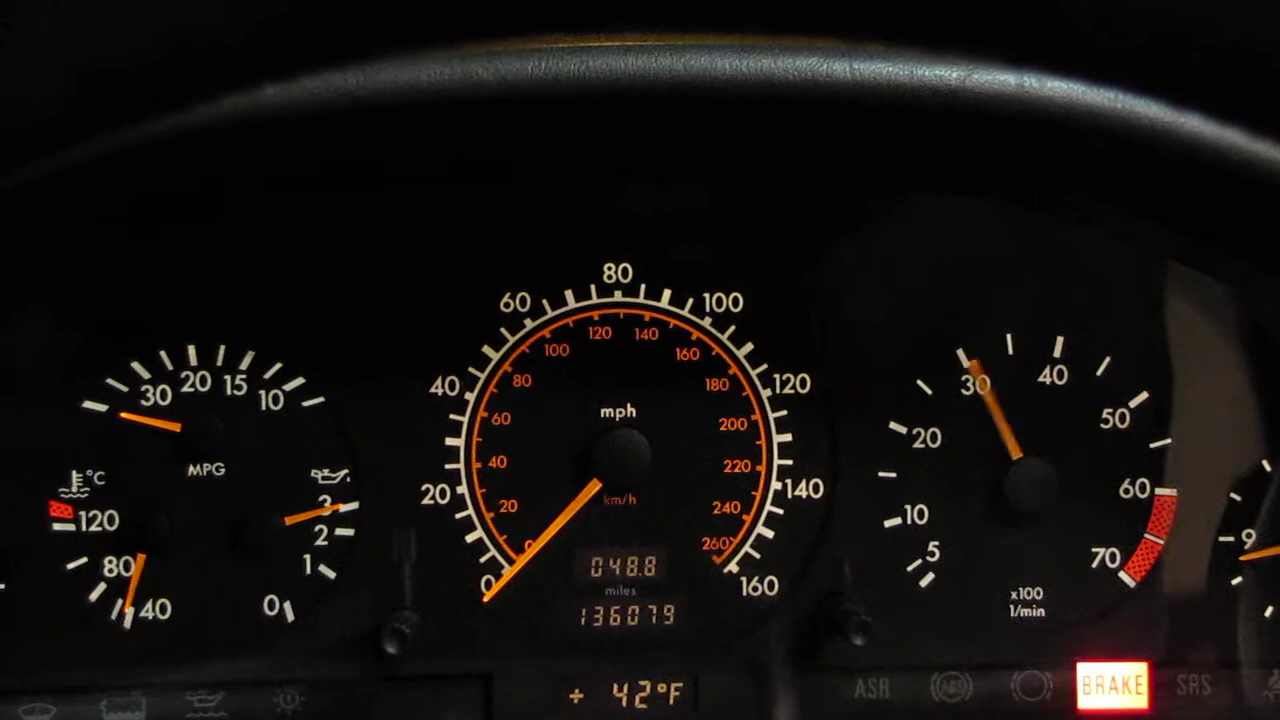 30 20 15 10
MPG
°C
120
80
40
3
2
1
0
0 20 40 60 80 100 120 140 160
mph
20 40 60 80 100 120 140 160 180 200 220 240 260
km/h
048.8
miles
136079
+ 42°F
5 10 20 30 40 50 60 70
x100
1/min
9
ASR
ABS
BRAKE
SRS